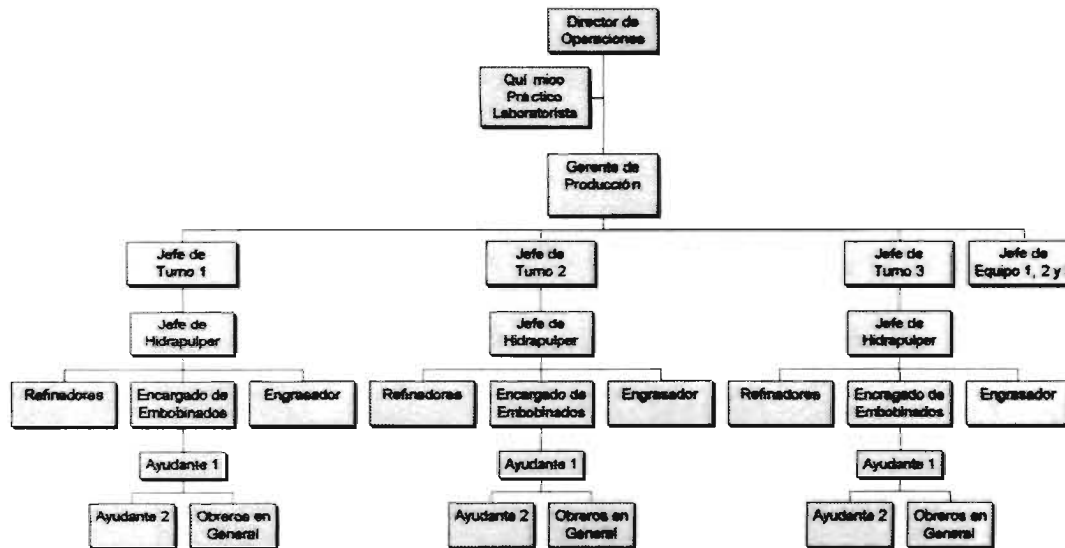 Director de
Operaciones
Quí mico
Práctico
Laboratorista
Gerente de
Producción
Jefe de
Turno 1
Jefe de
Turno 2
Jefe de
Turno 3
Jefe de
Equipo 1, 2 y
Jefe de
Hidrapulper
Jefe de
Hidrapulper
Jefe de
Hidrapulper
Refinadores
Encargado de
Embobinados
Engrasador
Refinadores
Encargado de
Embobinados
Engrasador
Refinadores
Encragado de
Embobinados
Engrasador
Ayudante 1
Ayudante 1
Ayudante 1
Ayudante 2
Obreros en
General
Ayudante 2
Obreros en
General
Ayudante 2
Obreros en
General